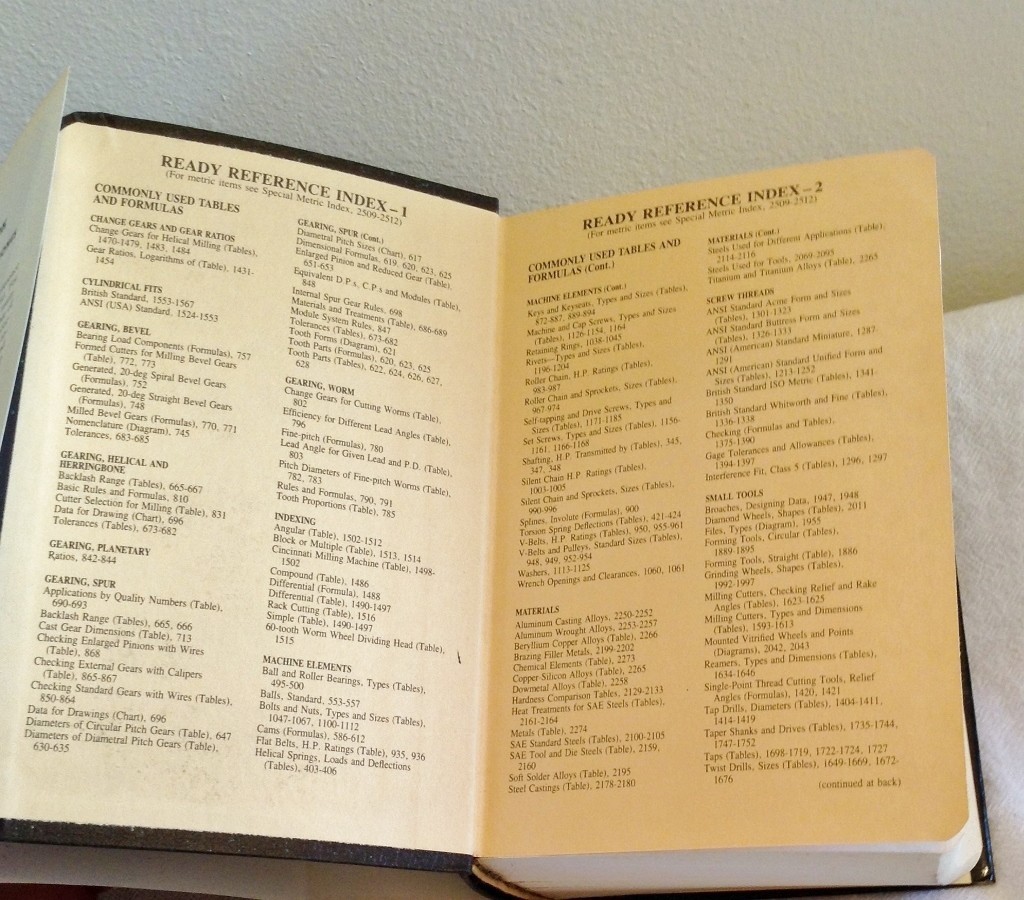 READY REFERENCE INDEX–1
(For metric items see Special Metric Index, 2509-2512)
COMMONLY USED TABLES
AND FORMULAS
CHANGE GEARS AND GEAR RATIOS
Change Gears for Helical Milling (Tables),
1470-1479, 1483, 1484
Gear Ratios, Logarithms of (Table), 1431-
1454
CYLINDRICAL FITS
British Standard, 1553-1567
ANSI (USA) Standard, 1524-1553
GEARING, BEVEL
Bearing Load Components (Formulas), 757
Formed Cutters for Milling Bevel Gears
(Table), 772, 773
Generated, 20-deg Spiral Bevel Gears
(Formulas), 752
Generated, 20-deg Straight Bevel Gears
(Formulas), 748
Milled Bevel Gears (Formulas), 770, 771
Nomenclature (Diagram), 745
Tolerances, 683-685
GEARING, HELICAL AND
HERRINGBONE
Backlash Range (Tables), 665-667
Basic Rules and Formulas, 810
Cutter Selection for Milling (Table), 831
Data for Drawing (Chart), 696
Tolerances (Tables), 673-682
GEARING, PLANETARY
Ratios, 842-844
GEARING, SPUR
Applications by Quality Numbers (Table),
690-693
Backlash Range (Tables), 665, 666
Cast Gear Dimensions (Table), 713
Checking Enlarged Pinions with Wires
(Table), 868
Checking External Gears with Calipers
(Table), 865-867
Checking Standard Gears with Wires (Tables),
850-864
Data for Drawings (Chart), 696
Diameters of Circular Pitch Gears (Table), 647
Diameters of Diametral Pitch Gears (Table),
630-635
GEARING, SPUR (Cont.)
Diametral Pitch Sizes (Chart), 617
Dimensional Formulas, 619, 620, 623, 625
Enlarged Pinion and Reduced Gear (Table),
651-653
Equivalent D.P.s, C.P.s and Modules (Table),
848
Internal Spur Gear Rules, 698
Materials and Treatments (Table), 686-689
Module System Rules, 847
Tolerances (Tables), 673-682
Tooth Forms (Diagram), 621
Tooth Parts (Formulas), 620, 623, 625
Tooth Parts (Tables), 622, 624, 626, 627,
628
GEARING, WORM
Change Gears for Cutting Worms (Table),
802
Efficiency for Different Lead Angles (Table),
796
Fine-pitch (Formulas), 780
Lead Angle for Given Lead and P.D. (Table),
803
Pitch Diameters of Fine-pitch Worms (Table),
782, 783
Rules and Formulas, 790, 791
Tooth Proportions (Table), 785
INDEXING
Angular (Table), 1502-1512
Block or Multiple (Table), 1513, 1514
Cincinnati Milling Machine (Table), 1498-
1502
Compound (Table), 1486
Differential (Formula), 1488
Differential (Table), 1490-1497
Rack Cutting (Table), 1516
Simple (Table), 1490-1497
60-tooth Worm Wheel Dividing Head (Table),
1515
MACHINE ELEMENTS
Ball and Roller Bearings, Types (Tables),
495-500
Balls, Standard, 553-557
Bolts and Nuts, Types and Sizes (Tables),
1047-1067, 1100-1112
Cams (Formulas), 586-612
Flat Belts, H.P. Ratings (Table), 935, 936
Helical Springs, Loads and Deflections
(Tables), 403-406
READY REFERENCE INDEX–2
(For metric items see Special Metric Index, 2509-2512)
COMMONLY USED TABLES AND
FORMULAS (Cont.)
MACHINE ELEMENTS (Cont.)
Keys and Keyseats, Types and Sizes (Tables),
872-887, 889-894
Machine and Cap Screws, Types and Sizes
(Tables), 1126-1154, 1164
Retaining Rings, 1038-1045
Rivets—Types and Sizes (Tables),
1196-1204
Roller Chain, H.P. Ratings (Table),
983-987
Roller Chain and Sprockets, Sizes (Tables),
967-974
Self-tapping and Drive Screws, Types and
Sizes (Tables), 1171-1185
Set Screws, Types and Sizes (Tables), 1156-
1161, 1166-1168
Shafting, H.P. Transmitted by (Tables), 345,
347, 348
Silent Chain H.P. Ratings (Table),
1003-1005
Silent Chain and Sprockets, Sizes (Tables),
990-996
Splines, Involute (Formulas), 900
Torsion Spring Deflections (Tables), 421-424
V-Belts, H.P. Ratings (Tables), 950, 955-961
V-Belts and Pulleys, Standard Sizes (Tables),
948, 949, 952-954
Washers, 1113-1125
Wrench Openings and Clearances, 1060, 1061
MATERIALS
Aluminum Casting Alloys, 2250-2252
Aluminum Wrought Alloys, 2253-2257
Beryllium Copper Alloys (Table), 2266
Brazing Filler Metals, 2199-2202
Chemical Elements (Table), 2273
Copper-Silicon Alloys (Table), 2265
Dowmetal Alloys (Table), 2258
Hardness Comparison Tables, 2129-2133
Heat Treatments for SAE Steels (Tables),
2161-2164
Metals (Table), 2274
SAE Standard Steels (Tables), 2100-2105
SAE Tool and Die Steels (Table), 2159,
2160
Soft Solder Alloys (Table), 2195
Steel Castings (Table), 2178-2180
MATERIALS (Cont.)
Steels Used for Different Applications (Table),
2114-2116
Steels Used for Tools, 2069-2095
Titanium and Titanium Alloys (Table), 2265
SCREW THREADS
ANSI Standard Acme Form and Sizes
(Tables), 1301-1323
ANSI Standard Buttress Form and Sizes
(Tables), 1326-1333
ANSI (American) Standard Miniature, 1287-
1291
ANSI (American) Standard Unified Form and
Sizes (Tables), 1213-1252
British Standard ISO Metric (Tables), 1341-
1350
British Standard Whitworth and Fine (Tables),
1336-1338
Checking (Formulas and Tables),
1375-1390
Gage Tolerances and Allowances (Tables),
1394-1397
Interference Fit, Class 5 (Tables), 1296, 1297
SMALL TOOLS
Broaches, Designing Data, 1947, 1948
Diamond Wheels, Shapes (Tables), 2011
Files, Types (Diagram), 1955
Forming Tools, Circular (Tables),
1889-1895
Forming Tools, Straight (Table), 1886
Grinding Wheels, Shapes (Tables),
1992-1997
Milling Cutters, Checking Relief and Rake
Angles (Tables), 1623-1625
Milling Cutters, Types and Dimensions
(Tables), 1593-1613
Mounted Vitrified Wheels and Points
(Diagrams), 2042, 2043
Reamers, Types and Dimensions (Tables),
1634-1646
Single-Point Thread Cutting Tools, Relief
Angles (Formulas), 1420, 1421
Tap Drills, Diameters (Tables), 1404-1411,
1414-1419
Taper Shanks and Drives (Tables), 1735-1744,
1747-1752
Taps (Tables), 1698-1719, 1722-1724, 1727
Twist Drills, Sizes (Tables), 1649-1669, 1672-
1676
(continued at back)